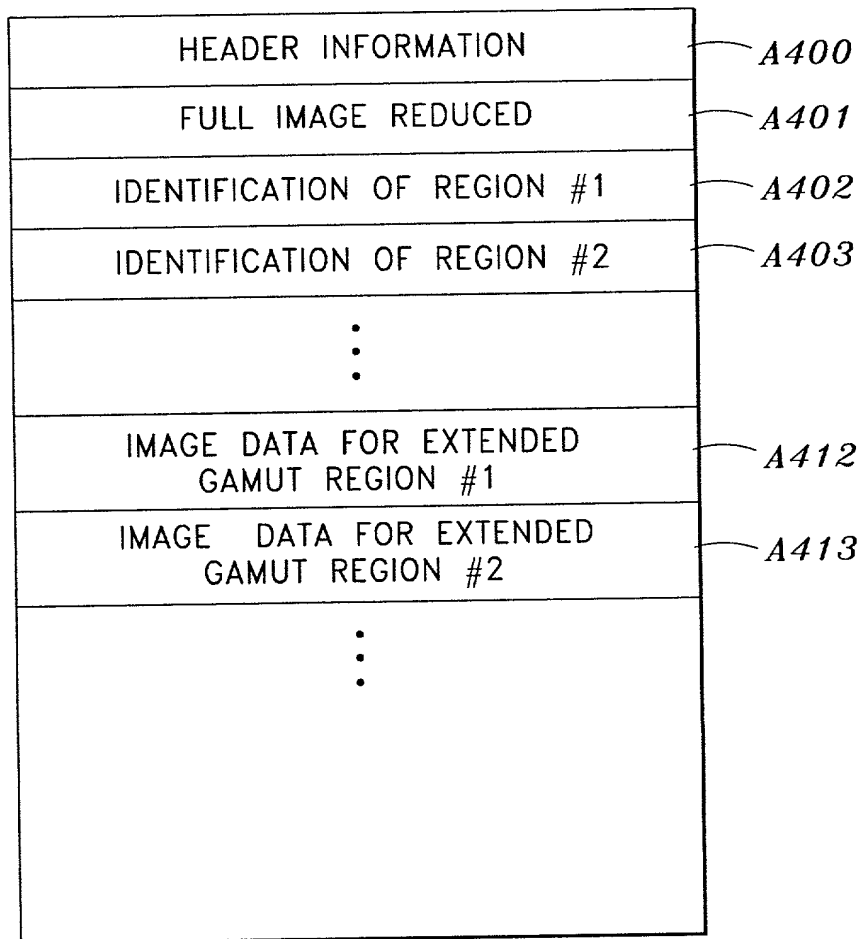 HEADER INFORMATION A400
FULL IMAGE REDUCED A401
IDENTIFICATION OF REGION #1 A402
IDENTIFICATION OF REGION #2 A403
IMAGE DATA FOR EXTENDED
GAMUT REGION #1 A412
IMAGE DATA FOR EXTENDED
GAMUT REGION #2 A413